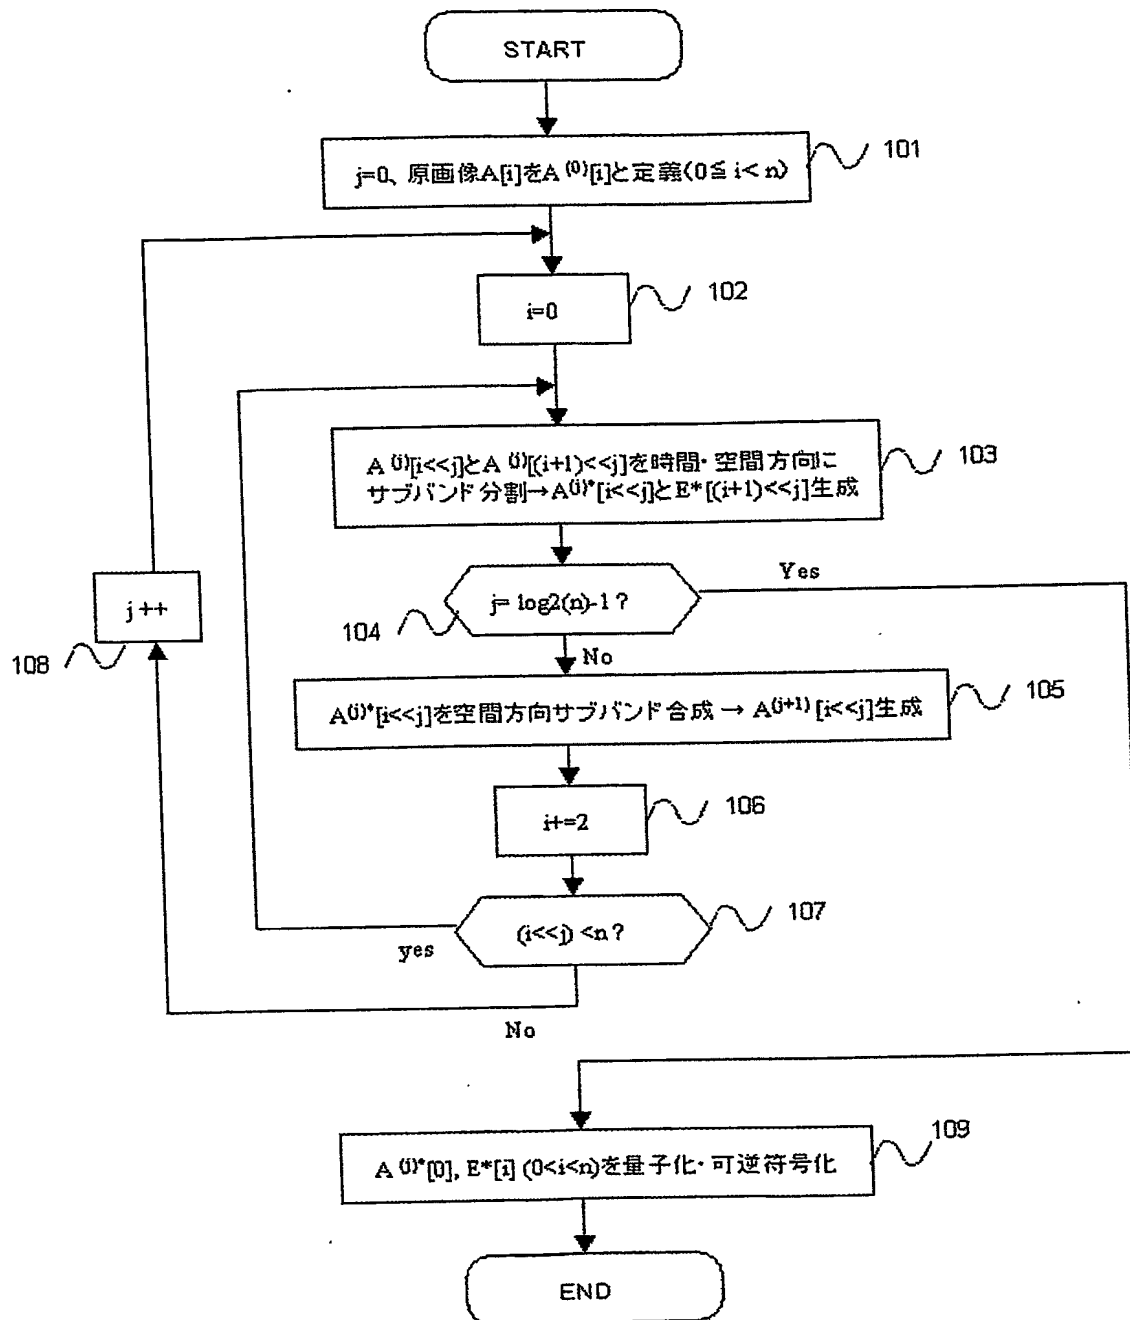 START
j=0、原画像A[i]をA⁽⁰⁾[i]と定義(0≦i<n)
101
i=0
102
A⁽ʲ⁾[i<<j]とA⁽ʲ⁾[(i+1)<<j]を時間・空間方向に
サブバンド分割→A⁽ʲ⁾*[i<<j]とE*[(i+1)<<j]生成
103
j= log2(n)-1?
104
Yes
No
j++
108
A⁽ʲ⁾*[i<<j]を空間方向サブバンド合成 → A⁽ʲ⁺¹⁾[i<<j]生成
105
i+=2
106
(i<<j) <n?
107
yes
No
A⁽ʲ⁾*[0], E*[i] (0<i<n)を量子化・可逆符号化
109
END